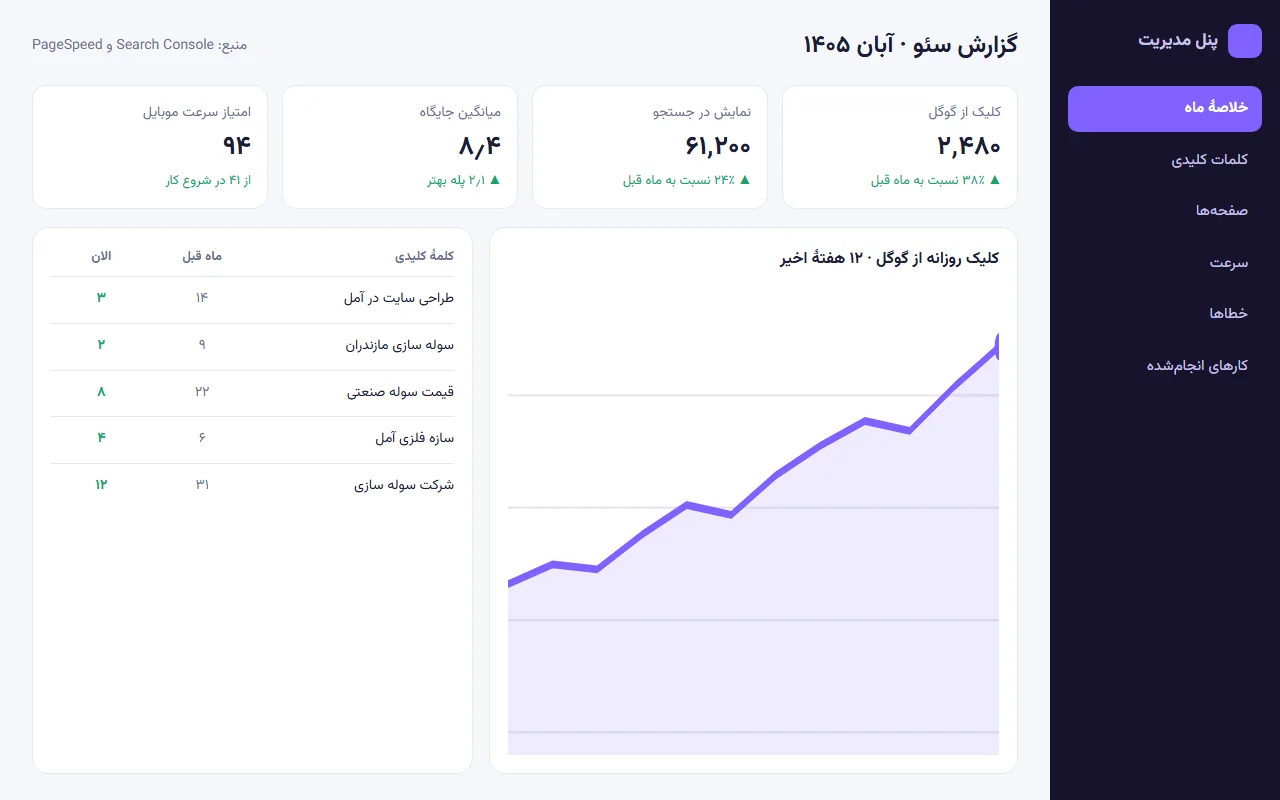 پنل مدیریت
خلاصهٔ ماه
کلمات کلیدی
صفحه‌ها
سرعت
خطاها
کارهای انجام‌شده
گزارش سئو · آبان ۱۴۰۵
منبع: Search Console و PageSpeed
کلیک از گوگل
۲,۴۸۰
▲ ۳۸٪ نسبت به ماه قبل
نمایش در جستجو
۶۱,۲۰۰
▲ ۲۴٪ نسبت به ماه قبل
میانگین جایگاه
۸٫۴
▲ ۲٫۱ پله بهتر
امتیاز سرعت موبایل
۹۴
از ۴۱ در شروع کار
کلیک روزانه از گوگل · ۱۲ هفتهٔ اخیر
کلمهٔ کلیدی ماه قبل الان
طراحی سایت در آمل ۱۴ ۳
سوله سازی مازندران ۹ ۲
قیمت سوله صنعتی ۲۲ ۸
سازه فلزی آمل ۶ ۴
شرکت سوله سازی ۳۱ ۱۲